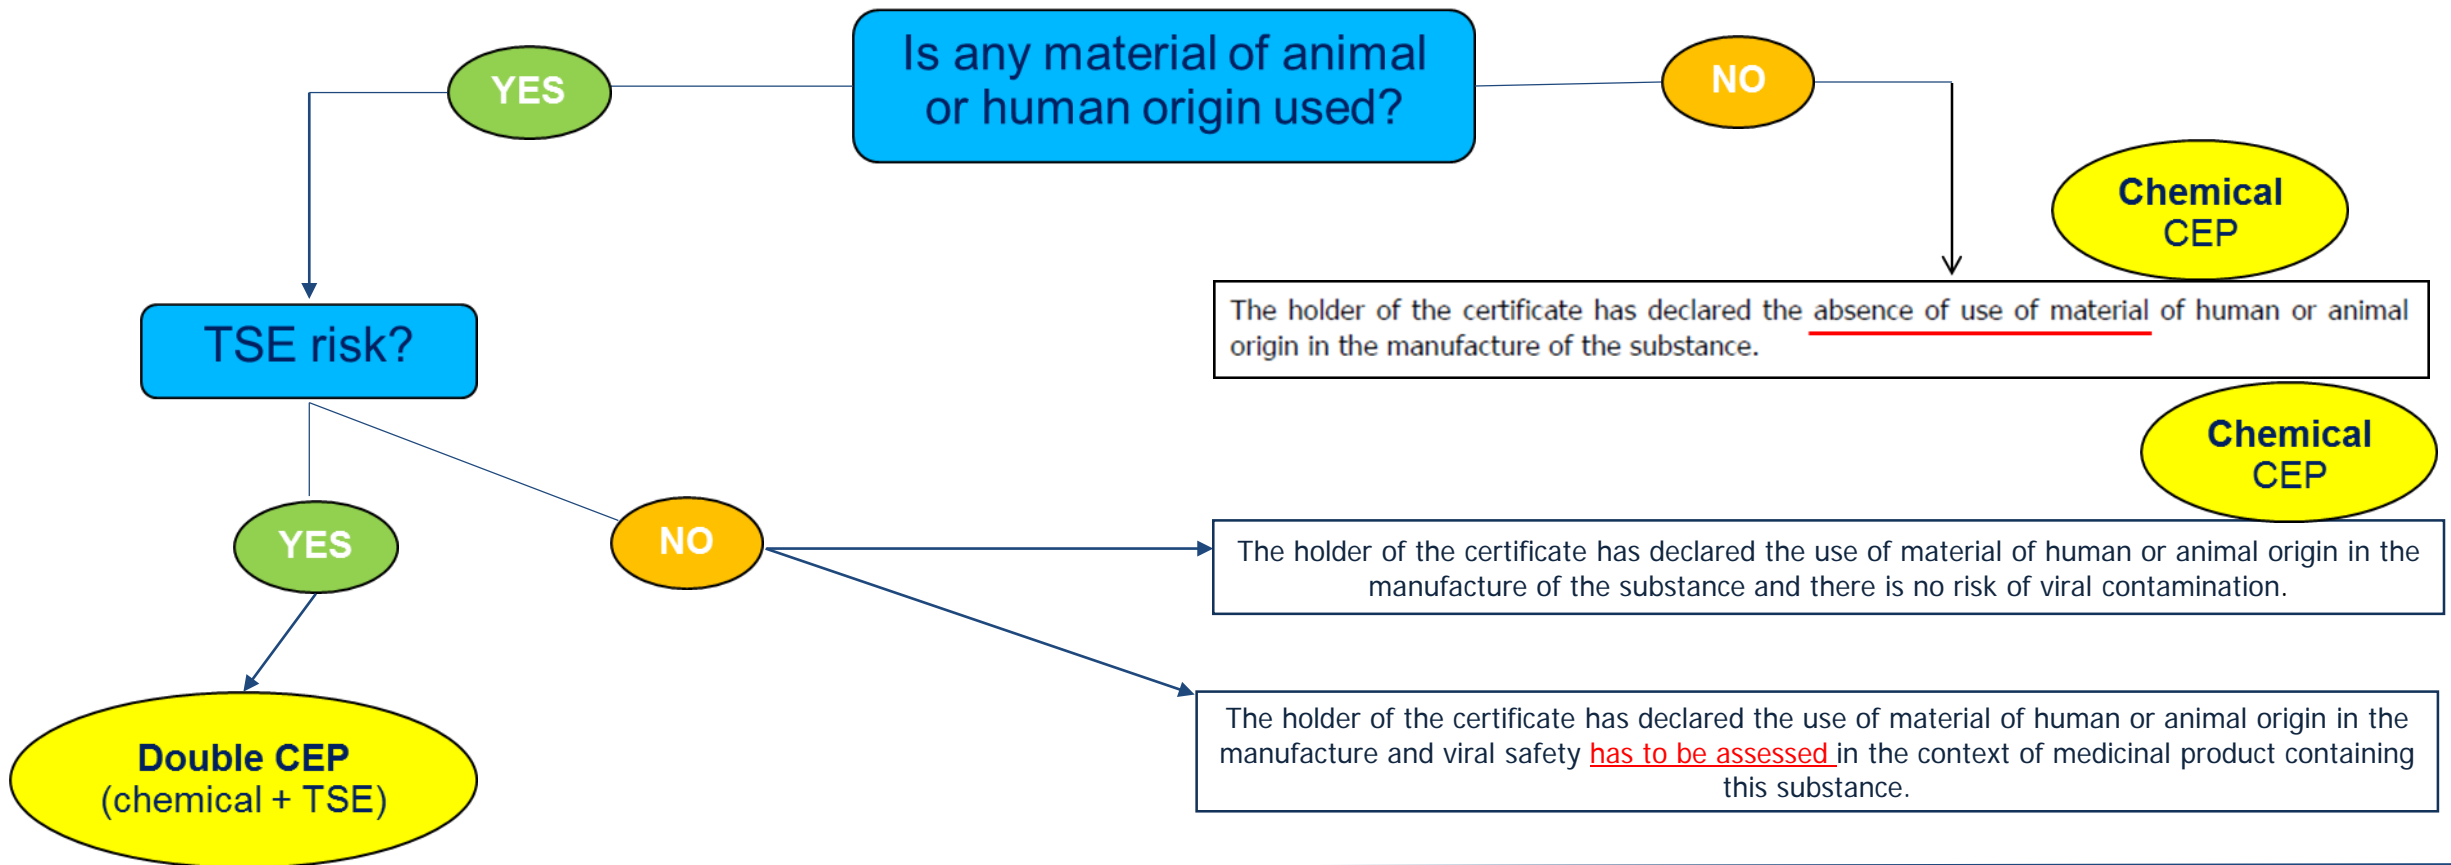 Is any material of animal
or human origin used?
YES
NO
Chemical
CEP
The holder of the certificate has declared the absence of use of material of human or animal
origin in the manufacture of the substance.
TSE risk?
Chemical
CEP
YES
NO
The holder of the certificate has declared the use of material of human or animal origin in the
manufacture of the substance and there is no risk of viral contamination.
The holder of the certificate has declared the use of material of human or animal origin in the
manufacture and viral safety has to be assessed in the context of medicinal product containing
this substance.
Double CEP
(chemical + TSE)